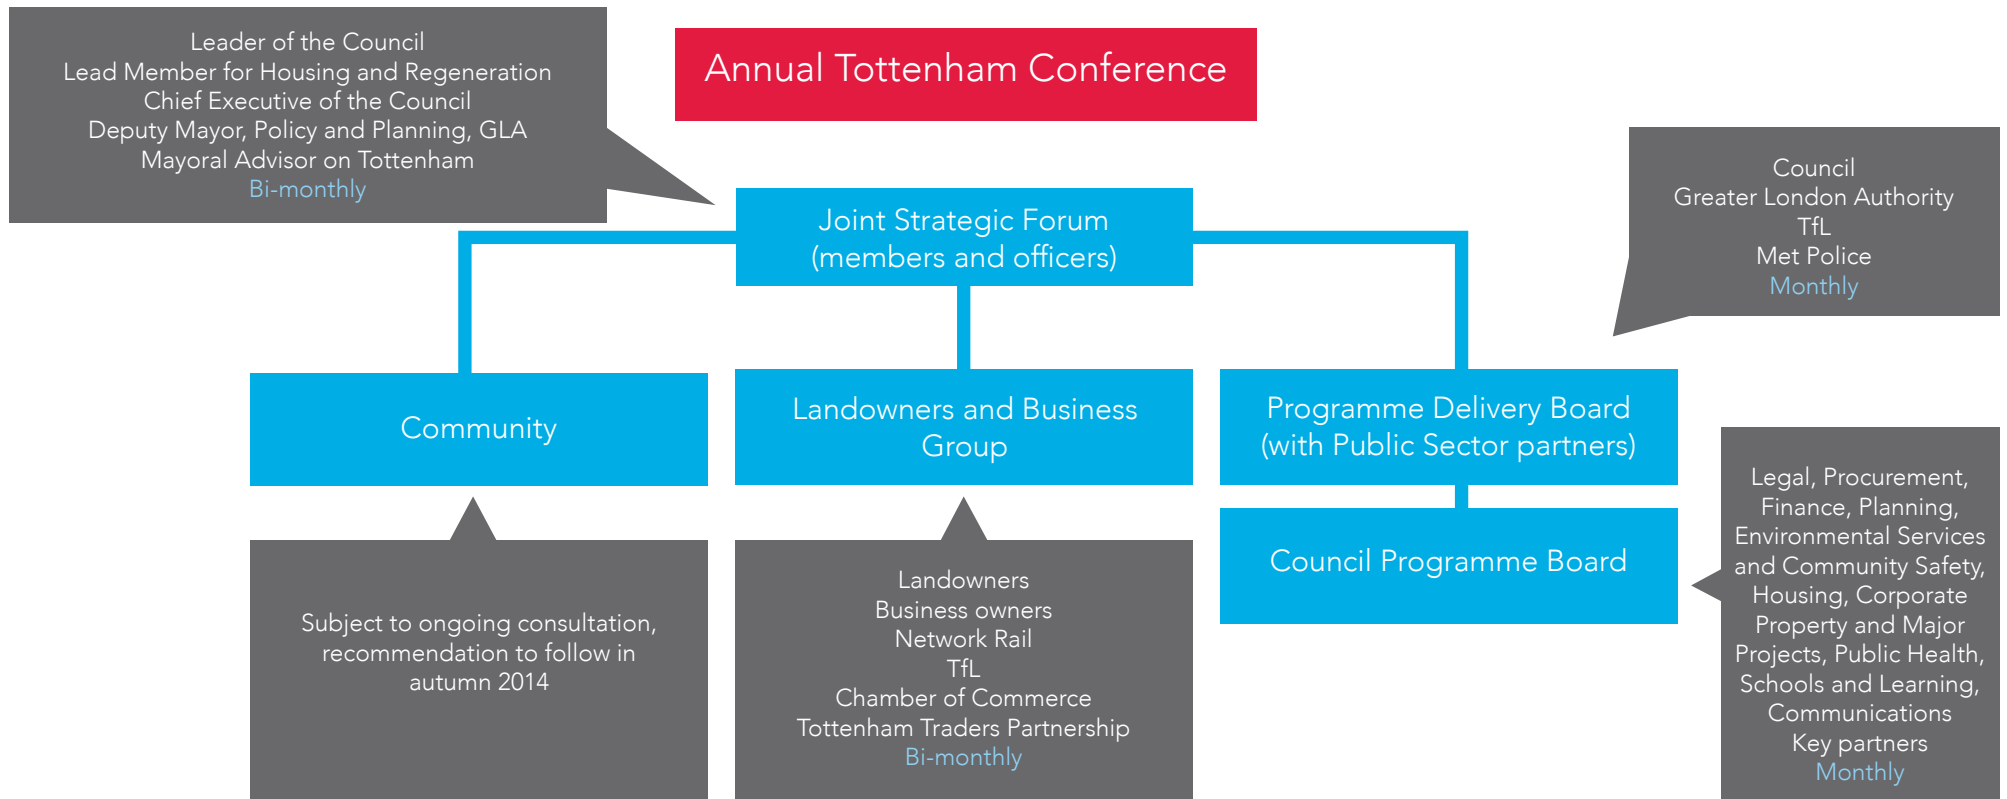 Leader of the Council
Lead Member for Housing and Regeneration
Chief Executive of the Council
Deputy Mayor, Policy and Planning, GLA
Mayoral Advisor on Tottenham
Bi-monthly
Annual Tottenham Conference
Council
Greater London Authority
TfL
Met Police
Monthly
Joint Strategic Forum
(members and officers)
Community
Landowners and Business
Group
Programme Delivery Board
(with Public Sector partners)
Council Programme Board
Subject to ongoing consultation,
recommendation to follow in
autumn 2014
Landowners
Business owners
Network Rail
TfL
Chamber of Commerce
Tottenham Traders Partnership
Bi-monthly
Legal, Procurement,
Finance, Planning,
Environmental Services
and Community Safety,
Housing, Corporate
Property and Major
Projects, Public Health,
Schools and Learning,
Communications
Key partners
Monthly